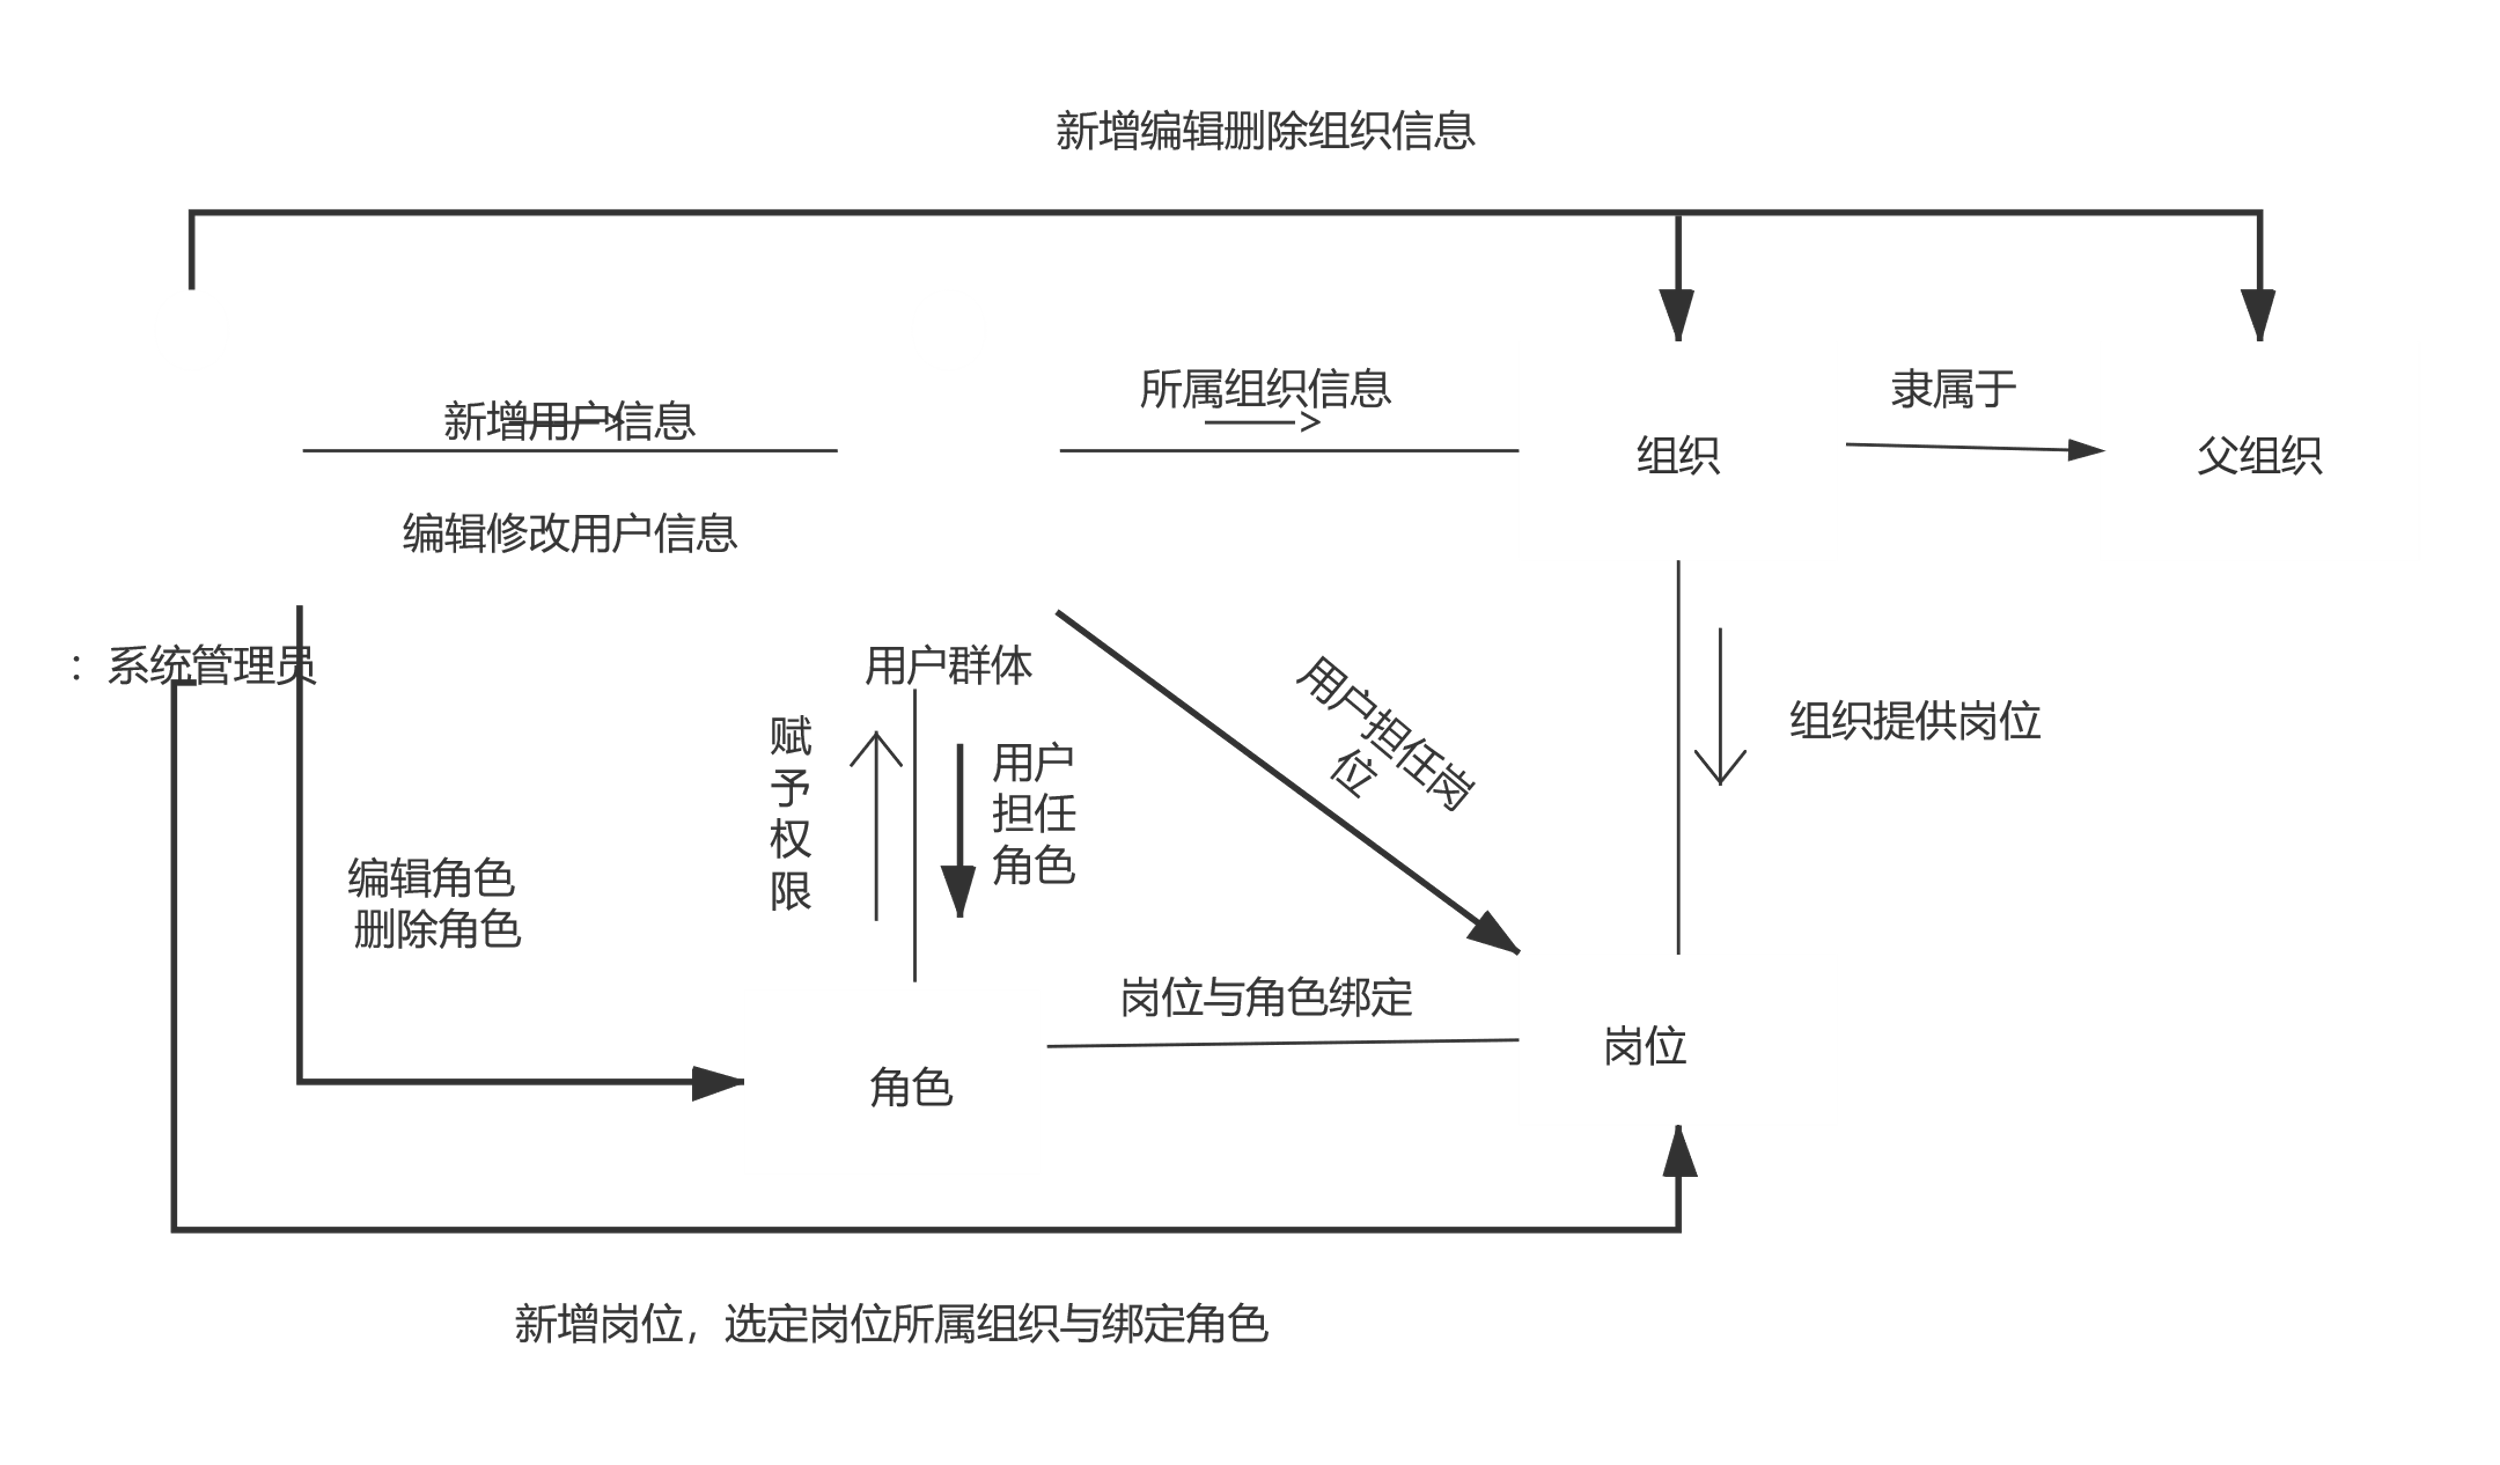 新增编辑删除组织信息
所属组织信息
隶属于
新增用户信息
组织
父组织
编辑修改用户信息
：系统管理员
用户群体
用户担任岗
位
组织提供岗位
赋
予
权
限
用户
担任
角色
编辑角色
删除角色
岗位与角色绑定
岗位
角色
新增岗位，选定岗位所属组织与绑定角色